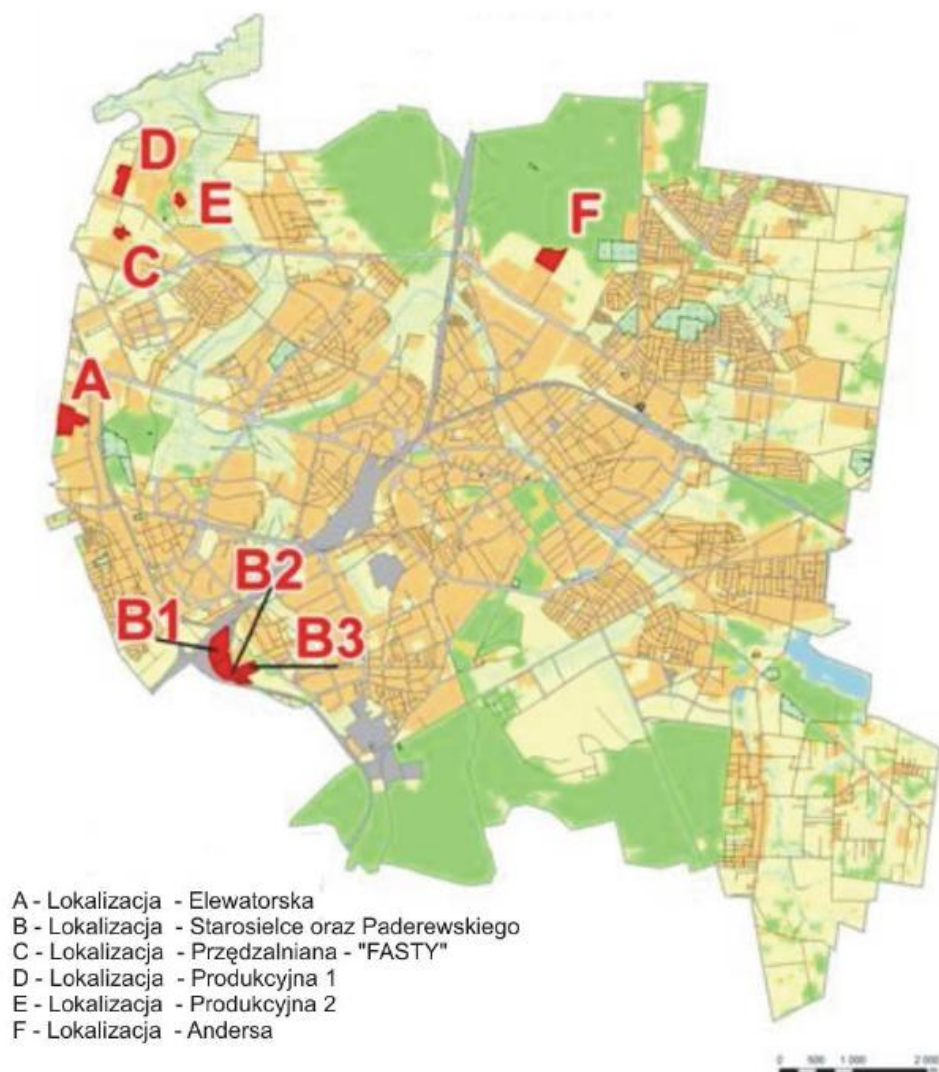 D
E
F
C
A
B2
B1
B3
A - Lokalizacja - Elewatorska
B - Lokalizacja - Starosielce oraz Paderewskiego
C - Lokalizacja - Przędzalniana - "FASTY"
D - Lokalizacja - Produkcyjna 1
E - Lokalizacja - Produkcyjna 2
F - Lokalizacja - Andersa
0 500 1 000 2 000